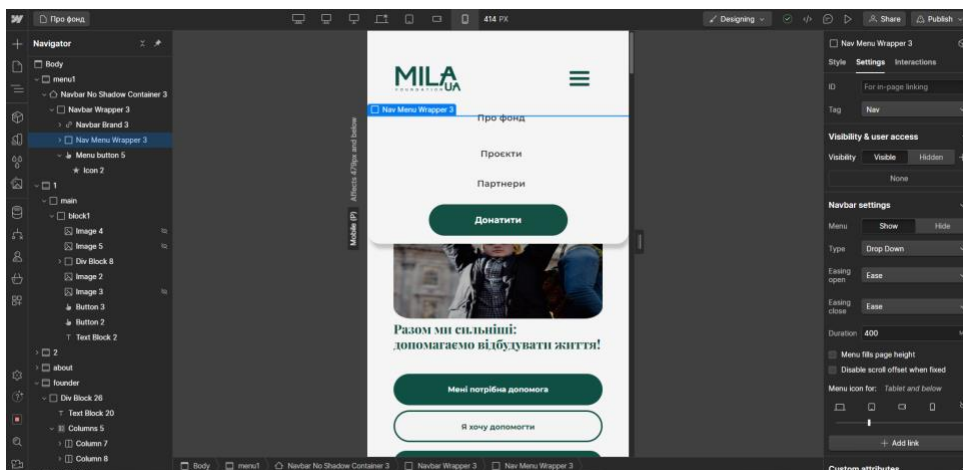 Про фонд
414 PX
Designing
Share
Publish
Navigator
Body
menu1
Navbar No Shadow Container 3
Navbar Wrapper 3
Navbar Brand 3
Nav Menu Wrapper 3
Menu button 5
Icon 2
1
main
block1
Image 4
Image 5
Div Block 8
Image 2
Image 3
Button 3
Button 2
Text Block 2
2
about
founder
Div Block 26
Text Block 20
Columns 5
Column 7
Column 8
Affects 479px and below
Mobile (P)
MILA
FOUNDATION UA
Nav Menu Wrapper 3
Про фонд
Проєкти
Партнери
Донатити
Разом ми сильніші:
допомагаємо відбудувати життя!
Мені потрібна допомога
Я хочу допомогти
Body
menu1
Navbar No Shadow Container 3
Navbar Wrapper 3
Nav Menu Wrapper 3
Nav Menu Wrapper 3
Style Settings Interactions
ID For in-page linking
Tag Nav
Visibility & user access
Visibility Visible Hidden
None
Navbar settings
Menu Show Hide
Type Drop Down
Easing open Ease
Easing close Ease
Duration 400
Menu fills page height
Disable scroll offset when fixed
Menu icon for: Tablet and below
Add link
Custom attributes